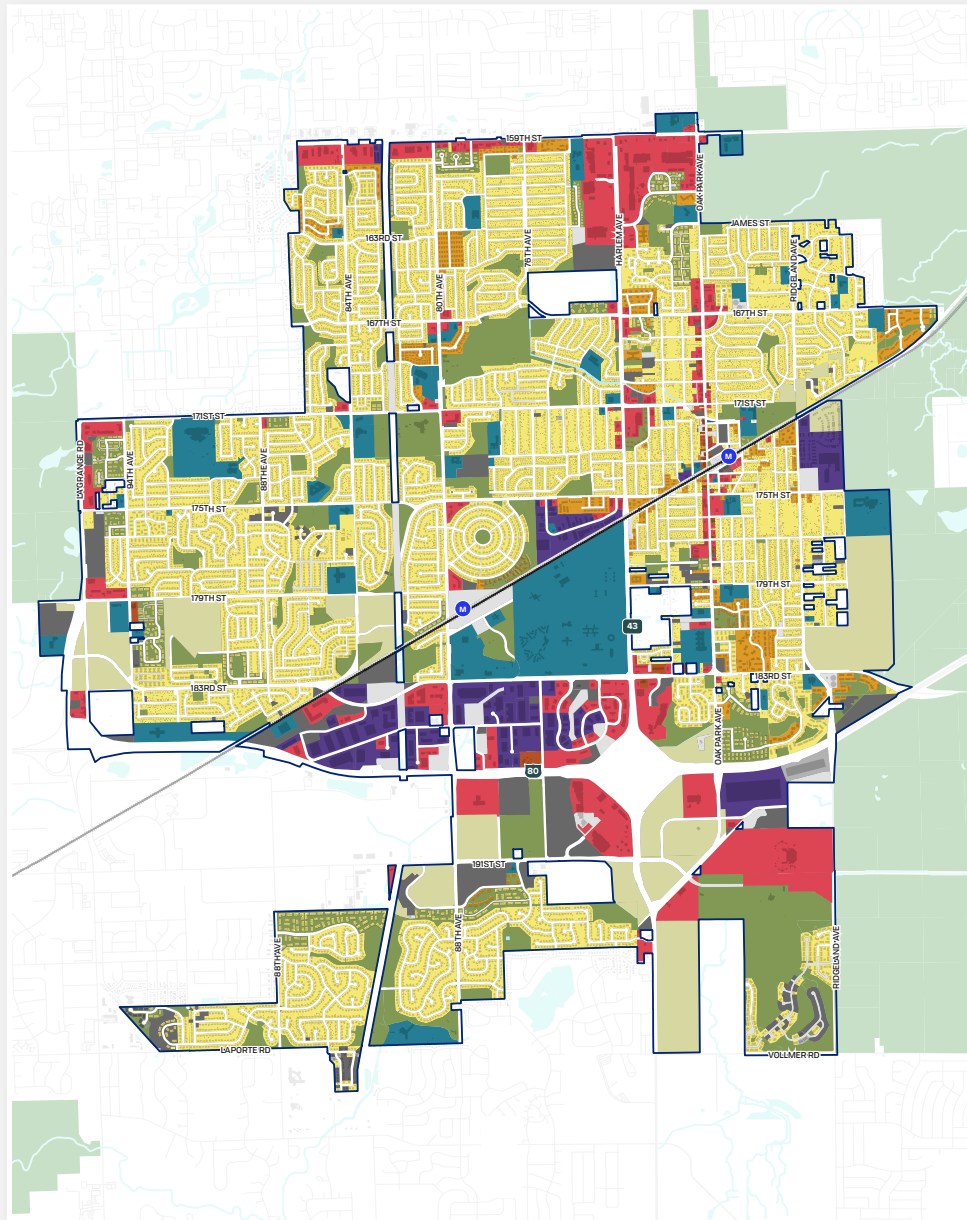 159TH ST
OAK PARK AVE
JAMES ST
HARLEM AVE
78TH AVE
163RD ST
RIDGELAND AVE
84TH AVE
80TH AVE
167TH ST
167TH ST
171ST ST
171ST ST
LAGRANGE RD
94TH AVE
88TH AVE
M
175TH ST
175TH ST
179TH ST
179TH ST
M
43
183RD ST
183RD ST
OAK PARK AVE
80
191ST ST
88TH AVE
88TH AVE
RIDGELAND AVE
LAPORTE RD
VOLLMER RD